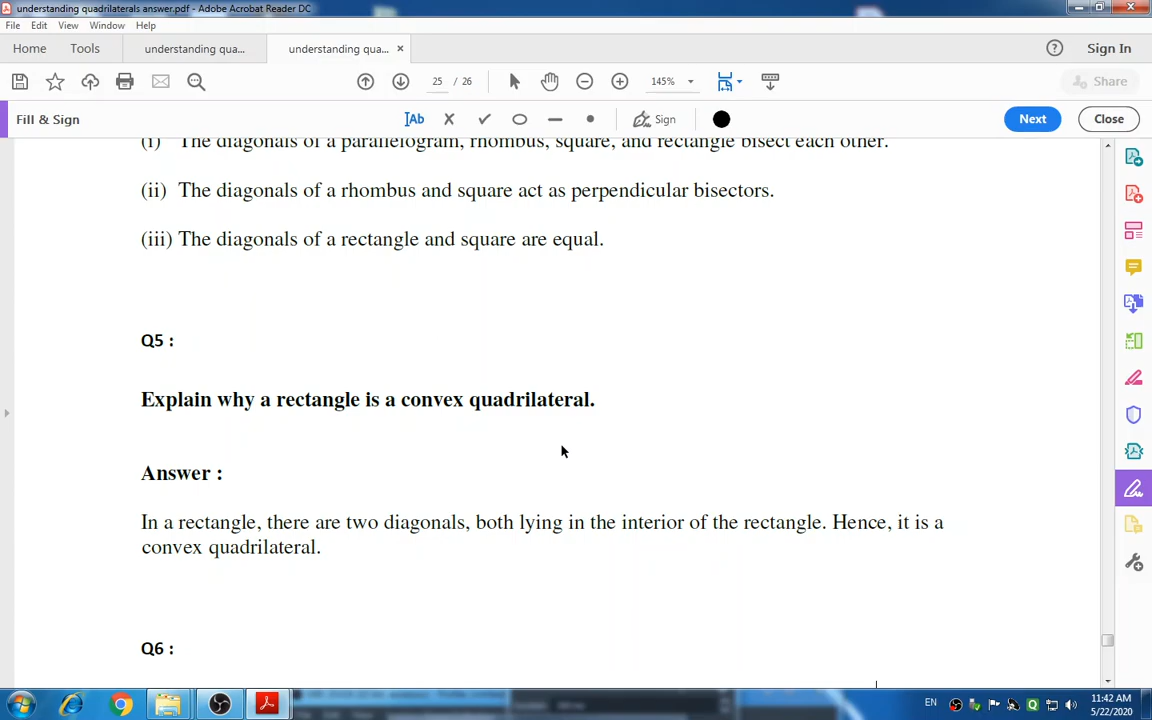 understanding quadrilaterals answer.pdf - Adobe Acrobat Reader DC
File Edit View Window Help
Home Tools understanding qua... understanding qua... ×
Sign In
25 / 26
145%
Share
Fill & Sign
Ab
Sign
Next
Close
(i) The diagonals of a parallelogram, rhombus, square, and rectangle bisect each other.
(ii) The diagonals of a rhombus and square act as perpendicular bisectors.
(iii) The diagonals of a rectangle and square are equal.
Q5 :
Explain why a rectangle is a convex quadrilateral.
Answer :
In a rectangle, there are two diagonals, both lying in the interior of the rectangle. Hence, it is a
convex quadrilateral.
Q6 :
EN
11:42 AM
5/22/2020